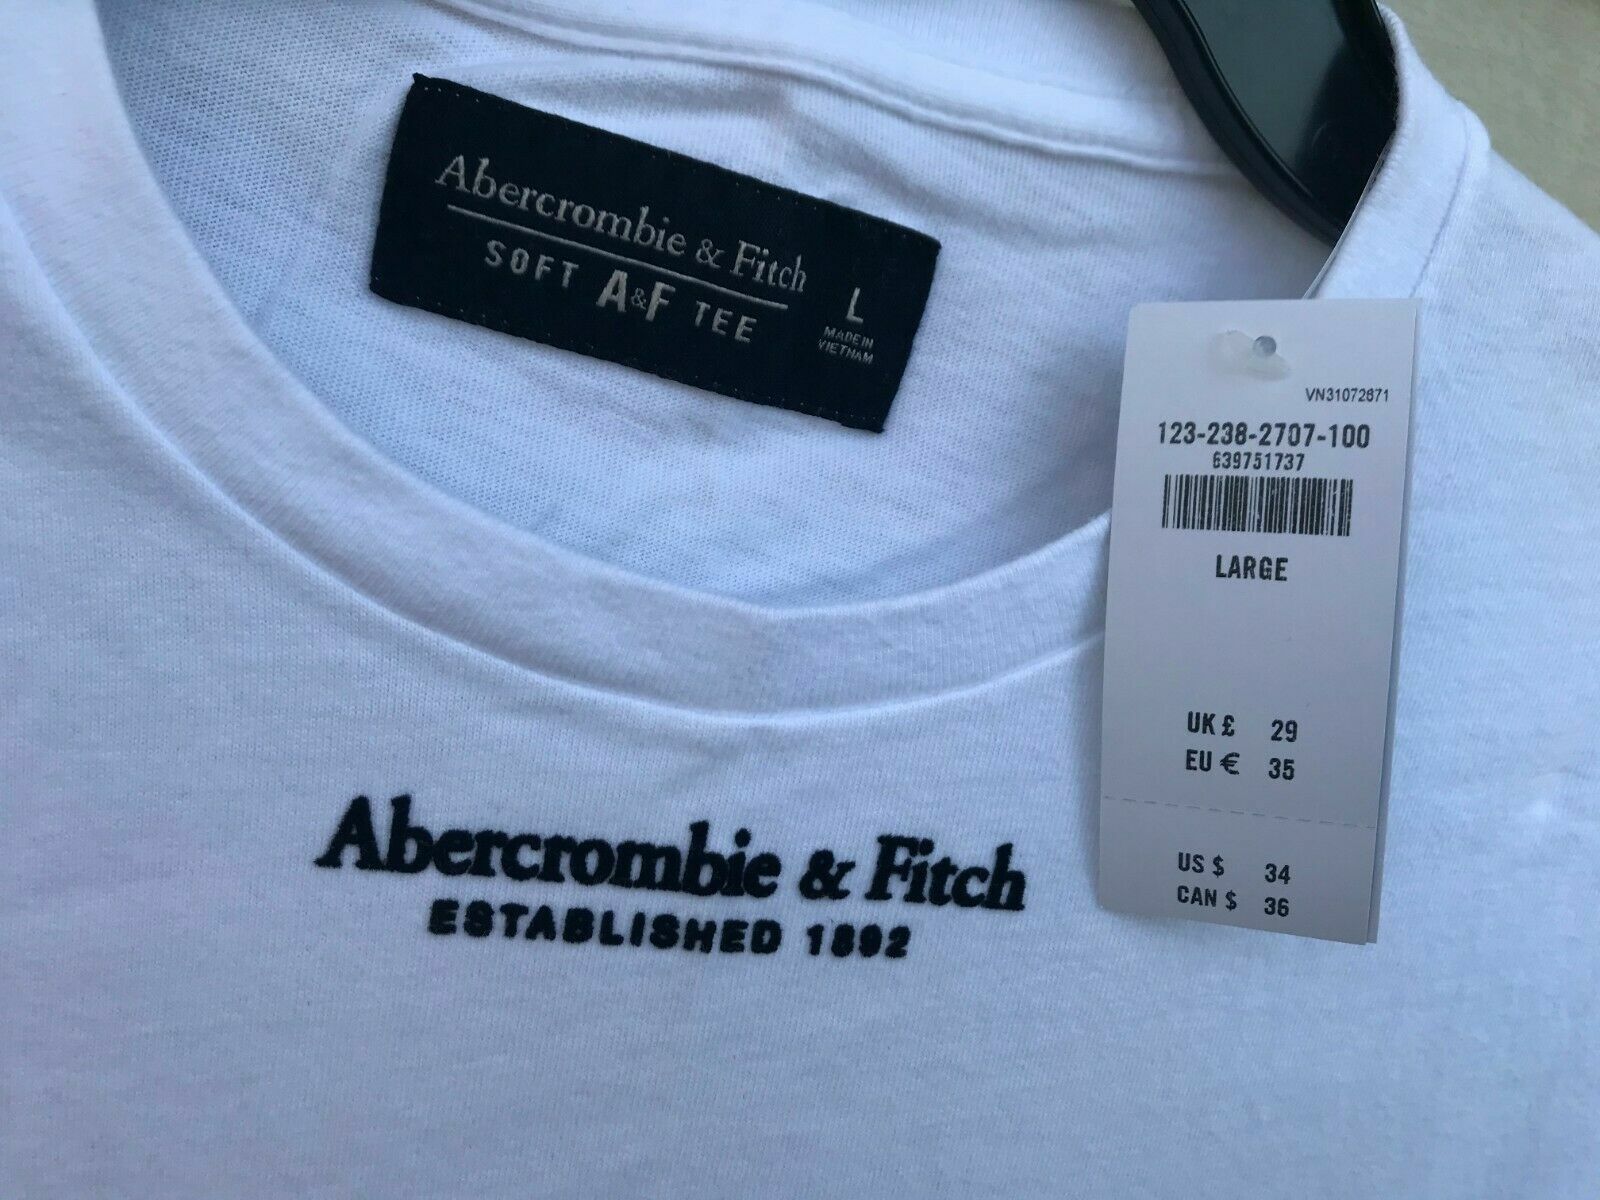 Abercrombie & Fitch
SOFT A&F TEE
L
MADE IN
VIETNAM
VN31072671
123-238-2707-100
639751737
LARGE
UK £ 29
EU € 35
US $ 34
CAN $ 36
Abercrombie & Fitch
ESTABLISHED 1892